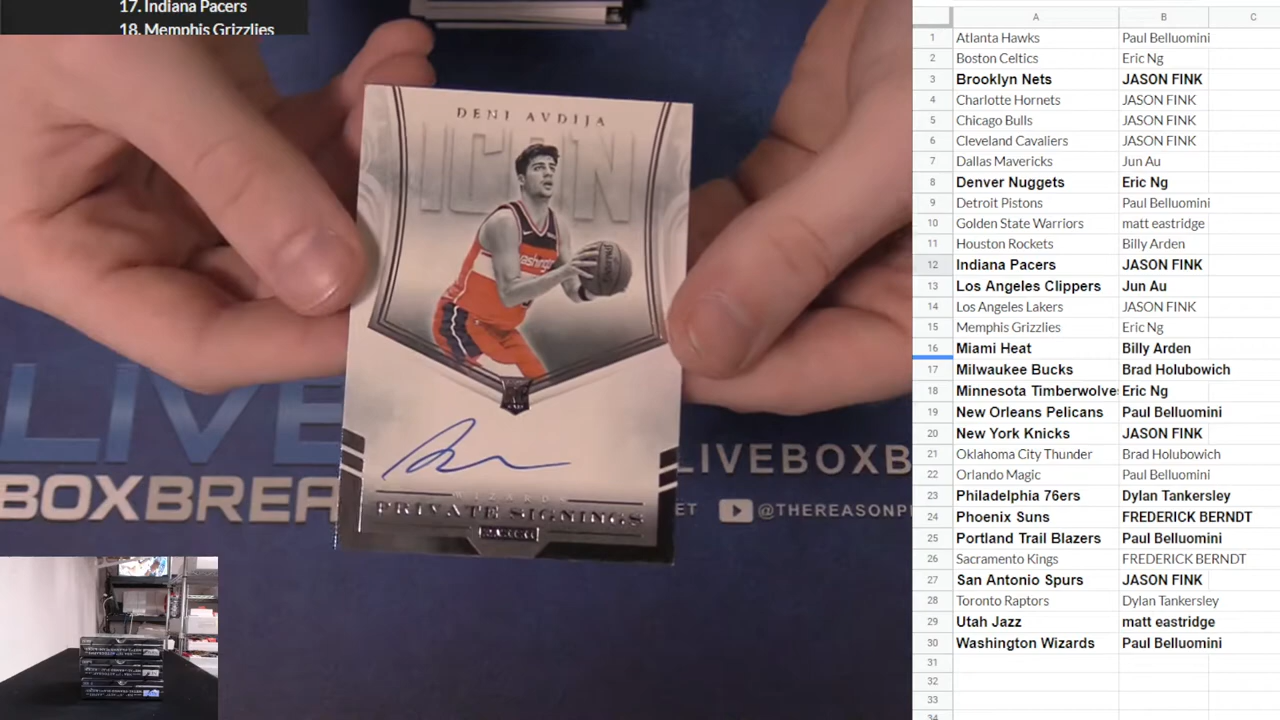 17. Indiana Pacers
18. Memphis Grizzlies
DENI AVDIJA
ICON
Washington
WIZARDS
PRIVATE SIGNINGS
PANINI
LIVE
BOXBREA
LIVEBOXB
ET @THEREASONP
A B C
1 Atlanta Hawks Paul Belluomini
2 Boston Celtics Eric Ng
3 Brooklyn Nets JASON FINK
4 Charlotte Hornets JASON FINK
5 Chicago Bulls JASON FINK
6 Cleveland Cavaliers JASON FINK
7 Dallas Mavericks Jun Au
8 Denver Nuggets Eric Ng
9 Detroit Pistons Paul Belluomini
10 Golden State Warriors matt eastridge
11 Houston Rockets Billy Arden
12 Indiana Pacers JASON FINK
13 Los Angeles Clippers Jun Au
14 Los Angeles Lakers JASON FINK
15 Memphis Grizzlies Eric Ng
16 Miami Heat Billy Arden
17 Milwaukee Bucks Brad Holubowich
18 Minnesota Timberwolve Eric Ng
19 New Orleans Pelicans Paul Belluomini
20 New York Knicks JASON FINK
21 Oklahoma City Thunder Brad Holubowich
22 Orlando Magic Paul Belluomini
23 Philadelphia 76ers Dylan Tankersley
24 Phoenix Suns FREDERICK BERNDT
25 Portland Trail Blazers Paul Belluomini
26 Sacramento Kings FREDERICK BERNDT
27 San Antonio Spurs JASON FINK
28 Toronto Raptors Dylan Tankersley
29 Utah Jazz matt eastridge
30 Washington Wizards Paul Belluomini
31
32
33
34